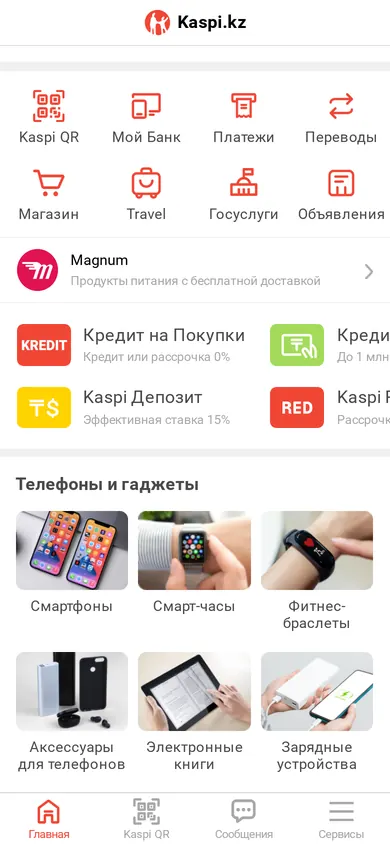 Kaspi.kz
Kaspi QR
Мой Банк
Платежи
Переводы
Магазин
Travel
Госуслуги
Объявления
Magnum
Продукты питания с бесплатной доставкой
KREDIT
Кредит на Покупки
Кредит или рассрочка 0%
Креди
До 1 млн
₸$
Kaspi Депозит
Эффективная ставка 15%
RED
Kaspi
Рассрочк
Телефоны и гаджеты
Смартфоны
Смарт-часы
Фитнес-
браслеты
Аксессуары
для телефонов
Электронные
книги
Зарядные
устройства
Главная
Kaspi QR
Сообщения
Сервисы